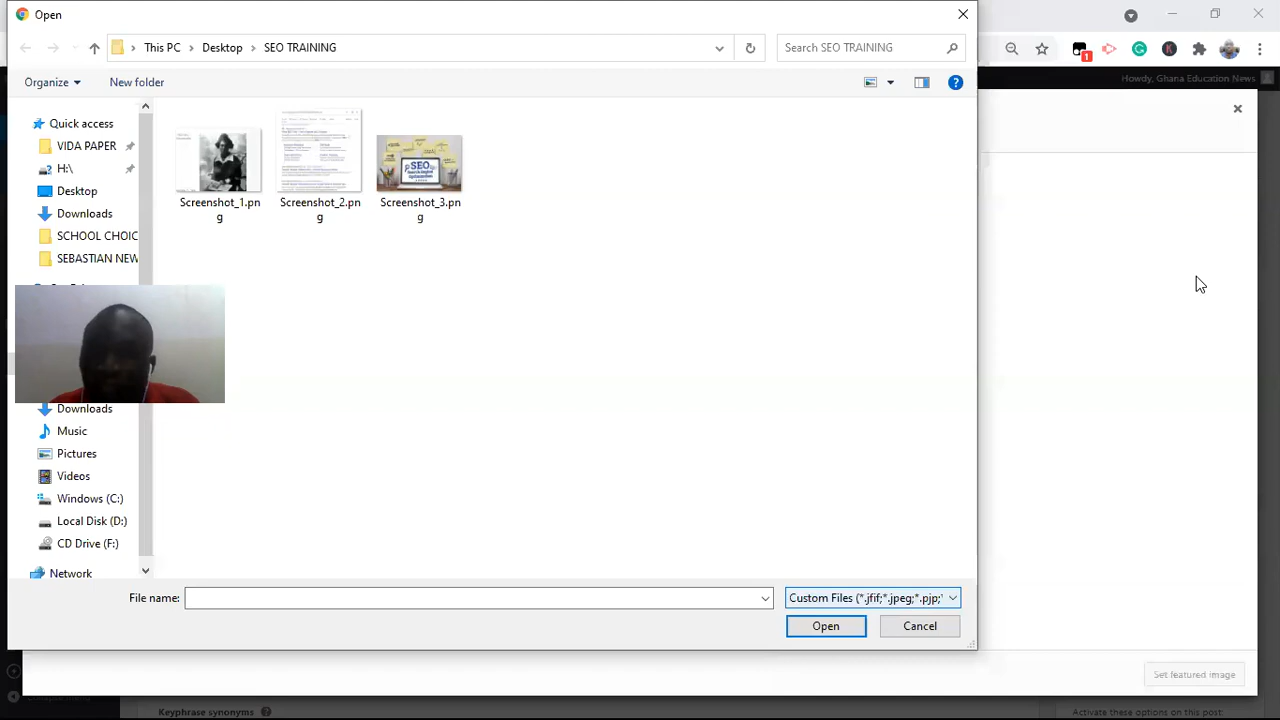 Open
This PC
Desktop
SEO TRAINING
Search SEO TRAINING
1
Organize
New folder
Howdy, Ghana Education News
Quick access
VIDA PAPER
H:\
Desktop
Downloads
SCHOOL CHOIC
SEBASTIAN NEW
Screenshot_1.pn
g
Screenshot_2.pn
g
SEO
Screenshot_3.pn
g
Downloads
Music
Pictures
Videos
Windows (C:)
Local Disk (D:)
CD Drive (F:)
Network
File name:
Custom Files (*.jfif;*.jpeg;*.pjp;*
Open
Cancel
Set featured image
Keyphrase synonyms
Activate these options on this post: